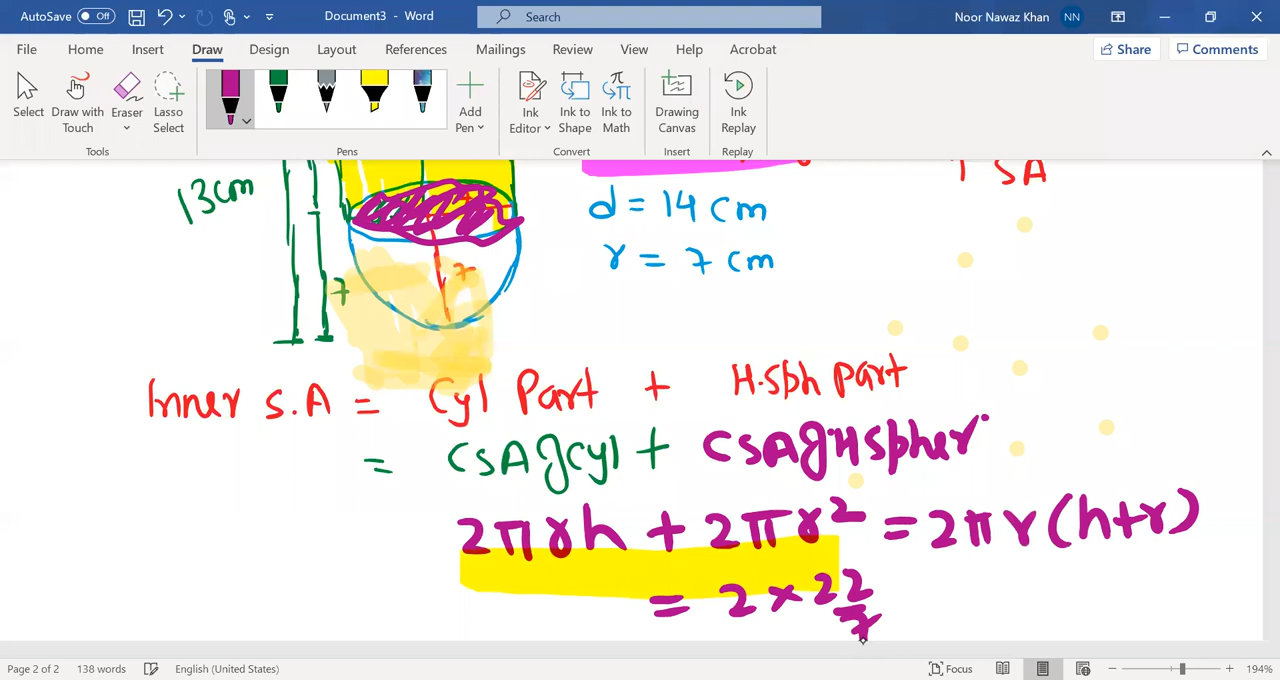 AutoSave Off Document3 - Word Search Noor Nawaz Khan NN
File Home Insert Draw Design Layout References Mailings Review View Help Acrobat Share Comments
Select Draw with Touch Eraser Lasso Select Add Pen Ink Editor Ink to Shape Ink to Math Drawing Canvas Ink Replay
Tools Pens Convert Insert Replay
SA
13cm
d = 14 cm
r = 7 cm
7
7
Inner S.A = Cyl Part + H.sph part
= CSA of cyl + CSA of H spher
2πrh + 2πr² = 2πr(h+r)
= 2 × 22/7
Page 2 of 2 138 words English (United States) Focus 194%